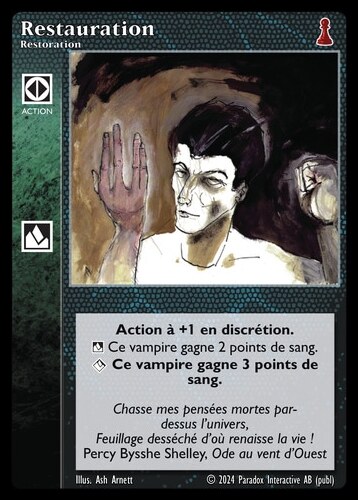 Restauration
Restoration
ACTION
Action à +1 en discrétion.
Ce vampire gagne 2 points de sang.
Ce vampire gagne 3 points de
sang.
Chasse mes pensées mortes par-
dessus l'univers,
Feuillage desséché d'où renaisse la vie !
Percy Bysshe Shelley, Ode au vent d'Ouest
Illus. Ash Arnett
© 2024 Paradox Interactive AB (publ)